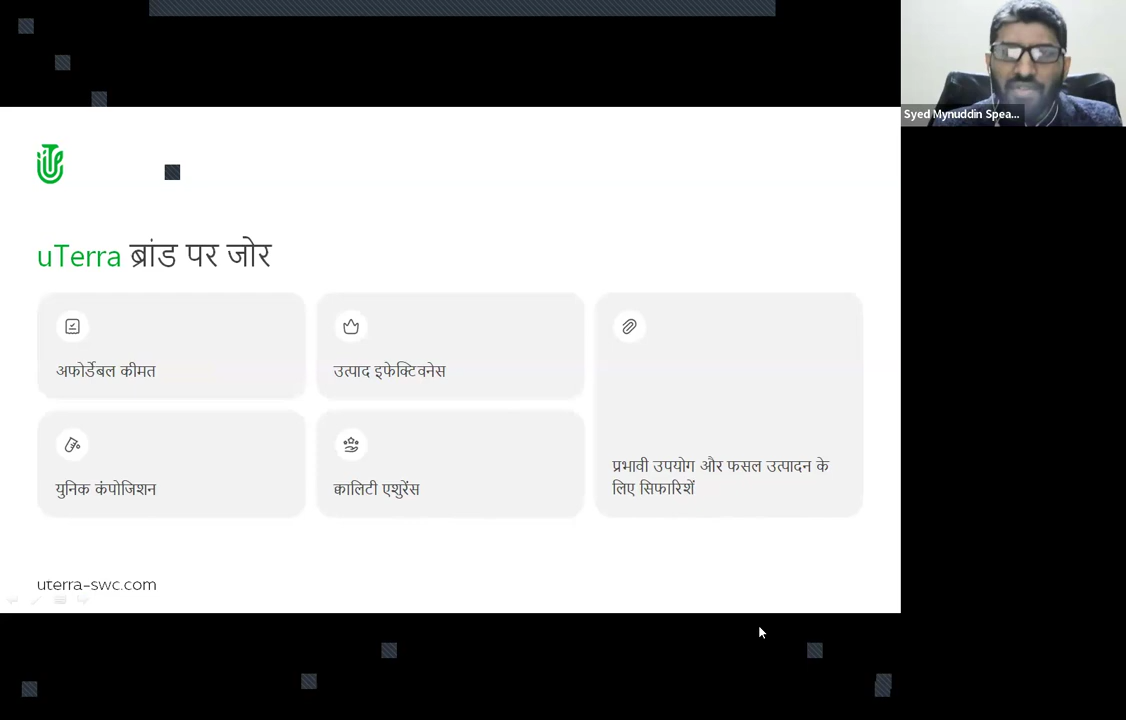 Syed Mynuddin Spea...
uTerra ब्रांड पर जोर
अफोर्डेबल कीमत
उत्पाद इफेक्टिवनेस
युनिक कंपोजिशन
क्वालिटी एशुरेंस
प्रभावी उपयोग और फसल उत्पादन के
लिए सिफारिशें
uterra-swc.com